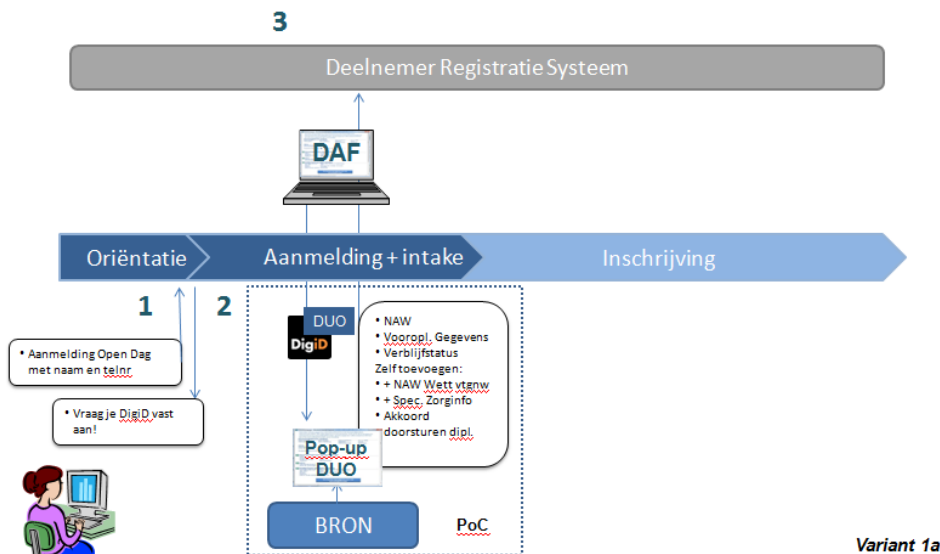 3
Deelnemer Registratie Systeem
DAF
Oriëntatie
Aanmelding + intake
Inschrijving
1
2
• Aanmelding Open Dag
met naam en telnr
• Vraag je DigiD vast
aan!
DUO
DigiD
• NAW
• Vooropl. Gegevens
• Verblijfstatus
Zelf toevoegen:
• + NAW Wett vtgnw
• + Spec. Zorginfo
• Akkoord
doorsturen dipl.
Pop-up
DUO
BRON
PoC
Variant 1a